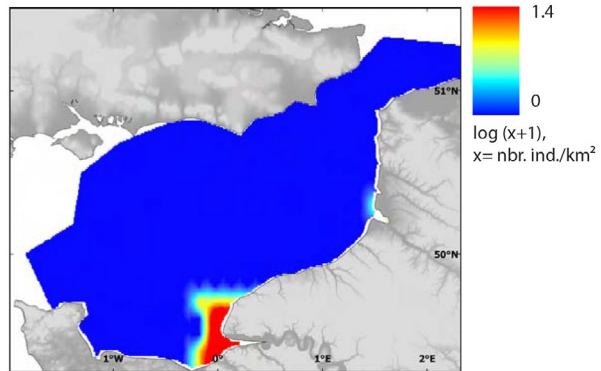 1.4
51°N
0
log (x+1),
x= nbr. ind./km²
50°N
1°W
0°
1°E
2°E